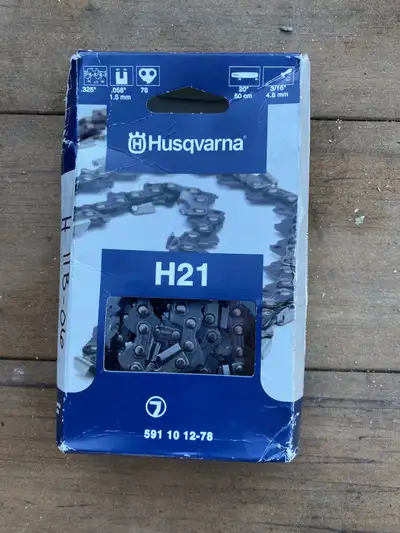 .325" .058" 78 20" 3/16"
1.5 mm 50 cm 4.8 mm
H Husqvarna®
H21
7
591 10 12-78